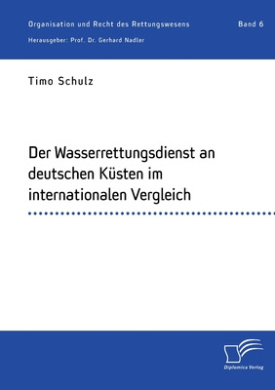 Organisation und Recht des Rettungswesens Band 6
Herausgeber: Prof. Dr. Gerhard Nadler
Timo Schulz
Der Wasserrettungsdienst an
deutschen Küsten im
internationalen Vergleich
Diplomica Verlag